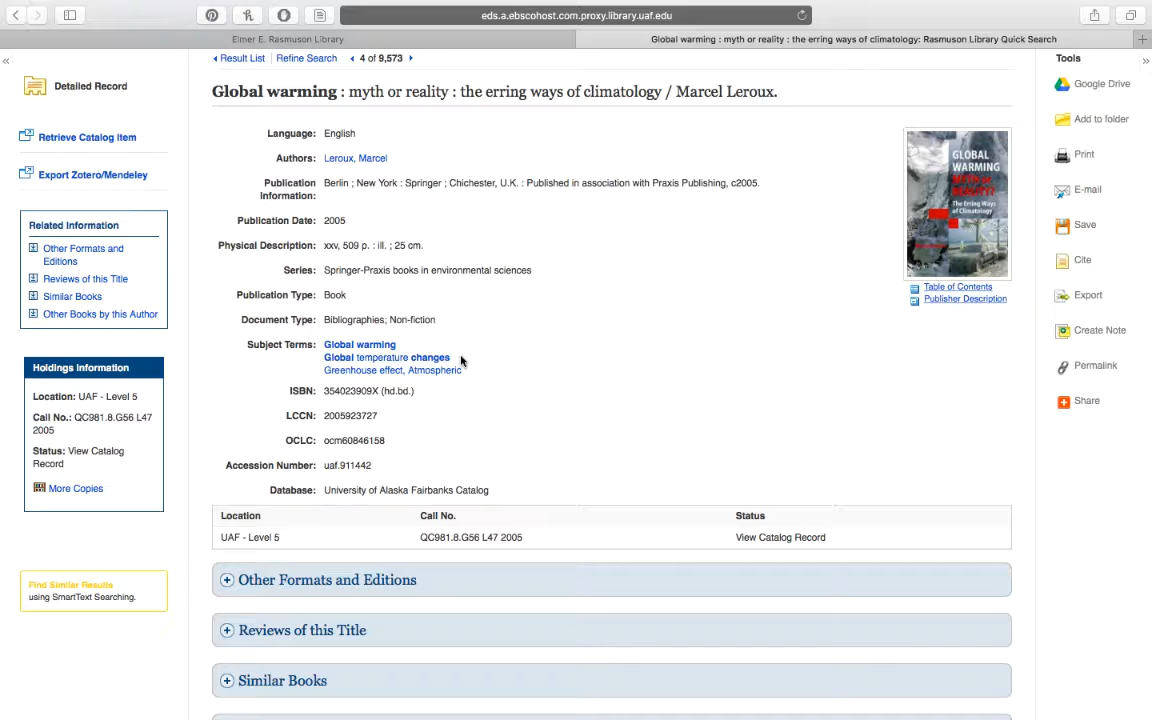 eds.a.ebscohost.com.proxy.library.uaf.edu
Elmer E. Rasmuson Library
Global warming : myth or reality : the erring ways of climatology: Rasmuson Library Quick Search
Detailed Record
Retrieve Catalog Item
Export Zotero/Mendeley
Related Information
Other Formats and
Editions
Reviews of this Title
Similar Books
Other Books by this Author
Holdings Information
Location: UAF - Level 5
Call No.: QC981.8.G56 L47
2005
Status: View Catalog
Record
More Copies
Find Similar Results
using SmartText Searching.
Result List Refine Search 4 of 9,573
Global warming : myth or reality : the erring ways of climatology / Marcel Leroux.
Language: English
Authors: Leroux, Marcel
Publication Information: Berlin ; New York : Springer ; Chichester, U.K. : Published in association with Praxis Publishing, c2005.
Publication Date: 2005
Physical Description: xxv, 509 p. : ill. ; 25 cm.
Series: Springer-Praxis books in environmental sciences
Publication Type: Book
Document Type: Bibliographies; Non-fiction
Subject Terms: Global warming
Global temperature changes
Greenhouse effect, Atmospheric
ISBN: 354023909X (hd.bd.)
LCCN: 2005923727
OCLC: ocm60846158
Accession Number: uaf.911442
Database: University of Alaska Fairbanks Catalog
Location Call No. Status
UAF - Level 5 QC981.8.G56 L47 2005 View Catalog Record
Other Formats and Editions
Reviews of this Title
Similar Books
GLOBAL
WARMING
MYTH OR
REALITY?
The Erring Ways
of Climatology
Table of Contents
Publisher Description
Tools
Google Drive
Add to folder
Print
E-mail
Save
Cite
Export
Create Note
Permalink
Share